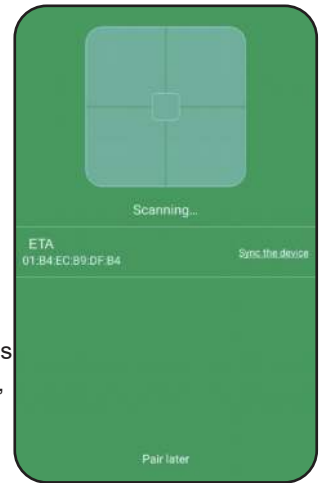 Scanning...
ETA
01:B4:EC:B9:DF:B4 Sync the device
s
,
Pair later